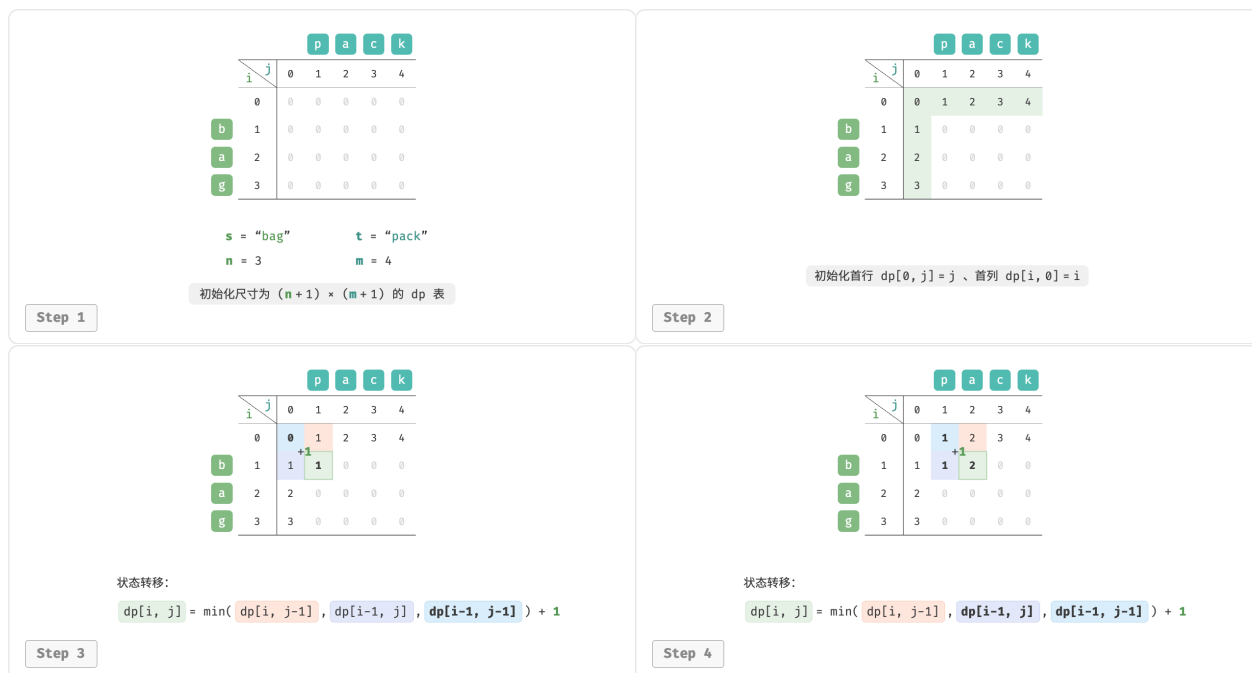 p a c k
i j 0 1 2 3 4
0 0 0 0 0 0
b 1 0 0 0 0 0
a 2 0 0 0 0 0
g 3 0 0 0 0 0
s = “bag” t = “pack”
n = 3 m = 4
初始化尺寸为 (n+1) × (m+1) 的 dp 表
Step 1
p a c k
i j 0 1 2 3 4
0 0 1 2 3 4
b 1 1 0 0 0 0
a 2 2 0 0 0 0
g 3 3 0 0 0 0
初始化首行 dp[0,j]=j 、首列 dp[i,0]=i
Step 2
p a c k
i j 0 1 2 3 4
0 0 1 2 3 4
+1
b 1 1 1 0 0 0
a 2 2 0 0 0 0
g 3 3 0 0 0 0
状态转移:
dp[i, j] = min( dp[i, j-1] , dp[i-1, j] , dp[i-1, j-1] ) + 1
Step 3
p a c k
i j 0 1 2 3 4
0 0 1 2 3 4
+1
b 1 1 1 2 0 0
a 2 2 0 0 0 0
g 3 3 0 0 0 0
状态转移:
dp[i, j] = min( dp[i, j-1] , dp[i-1, j] , dp[i-1, j-1] ) + 1
Step 4